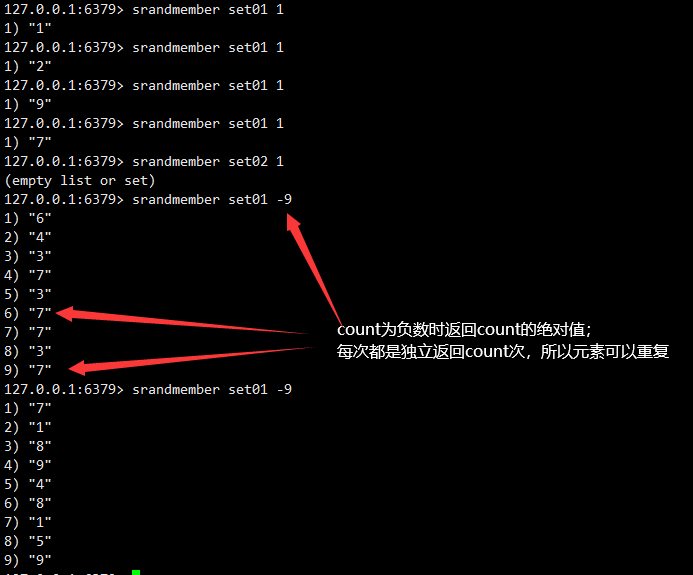 127.0.0.1:6379> srandmember set01 1
1) "1"
127.0.0.1:6379> srandmember set01 1
1) "2"
127.0.0.1:6379> srandmember set01 1
1) "9"
127.0.0.1:6379> srandmember set01 1
1) "7"
127.0.0.1:6379> srandmember set02 1
(empty list or set)
127.0.0.1:6379> srandmember set01 -9
1) "6"
2) "4"
3) "3"
4) "7"
5) "3"
6) "7"
7) "7"
8) "3"
9) "7"
count为负数时返回count的绝对值；
每次都是独立返回count次，所以元素可以重复
127.0.0.1:6379> srandmember set01 -9
1) "7"
2) "1"
3) "8"
4) "9"
5) "4"
6) "8"
7) "1"
8) "5"
9) "9"